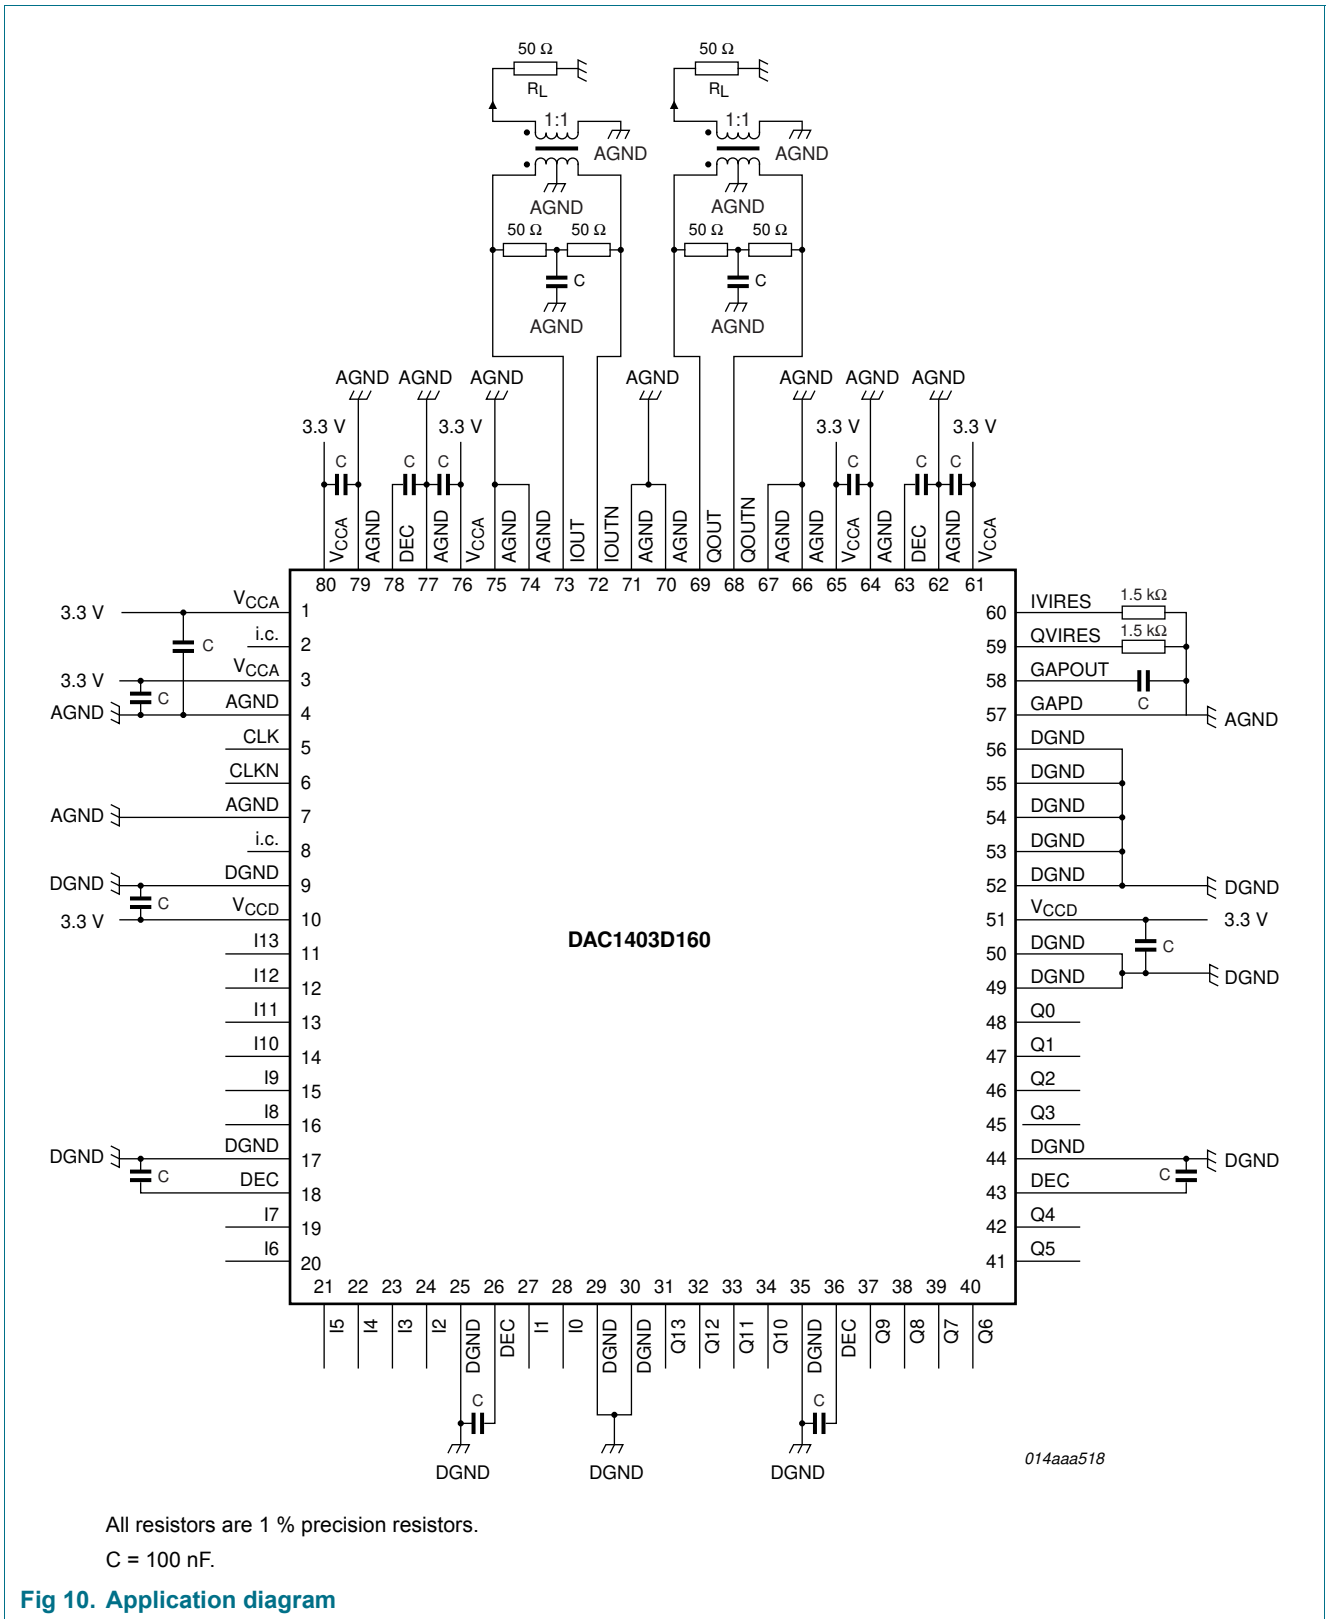 50 Ω 50 Ω
RL RL
1:1 1:1
AGND AGND
AGND AGND
50 Ω 50 Ω 50 Ω 50 Ω
C C
AGND AGND
AGND AGND AGND AGND AGND AGND AGND
3.3 V 3.3 V 3.3 V 3.3 V
C C C C C C
VCCA AGND DEC AGND VCCA AGND AGND IOUT IOUTN AGND AGND QOUT QOUTN AGND AGND VCCA AGND DEC AGND VCCA
80 79 78 77 76 75 74 73 72 71 70 69 68 67 66 65 64 63 62 61
3.3 V VCCA 1
C
i.c. 2
3.3 V VCCA 3
C
AGND AGND 4
CLK 5
CLKN 6
AGND AGND 7
i.c. 8
DGND DGND 9
C
3.3 V VCCD 10
I13 11
I12 12
I11 13
I10 14
I9 15
I8 16
DGND DGND 17
C
DEC 18
I7 19
I6 20
DAC1403D160
60 IVIRES 1.5 kΩ
59 QVIRES 1.5 kΩ
58 GAPOUT
C
57 GAPD AGND
56 DGND
55 DGND
54 DGND
53 DGND
52 DGND DGND
51 VCCD 3.3 V
C
50 DGND
49 DGND DGND
48 Q0
47 Q1
46 Q2
45 Q3
44 DGND DGND
C
43 DEC
42 Q4
41 Q5
21 22 23 24 25 26 27 28 29 30 31 32 33 34 35 36 37 38 39 40
I5 I4 I3 I2 DGND DEC I1 I0 DGND DGND Q13 Q12 Q11 Q10 DGND DEC Q9 Q8 Q7 Q6
C C
DGND DGND DGND
014aaa518
All resistors are 1 % precision resistors.
C = 100 nF.
Fig 10. Application diagram